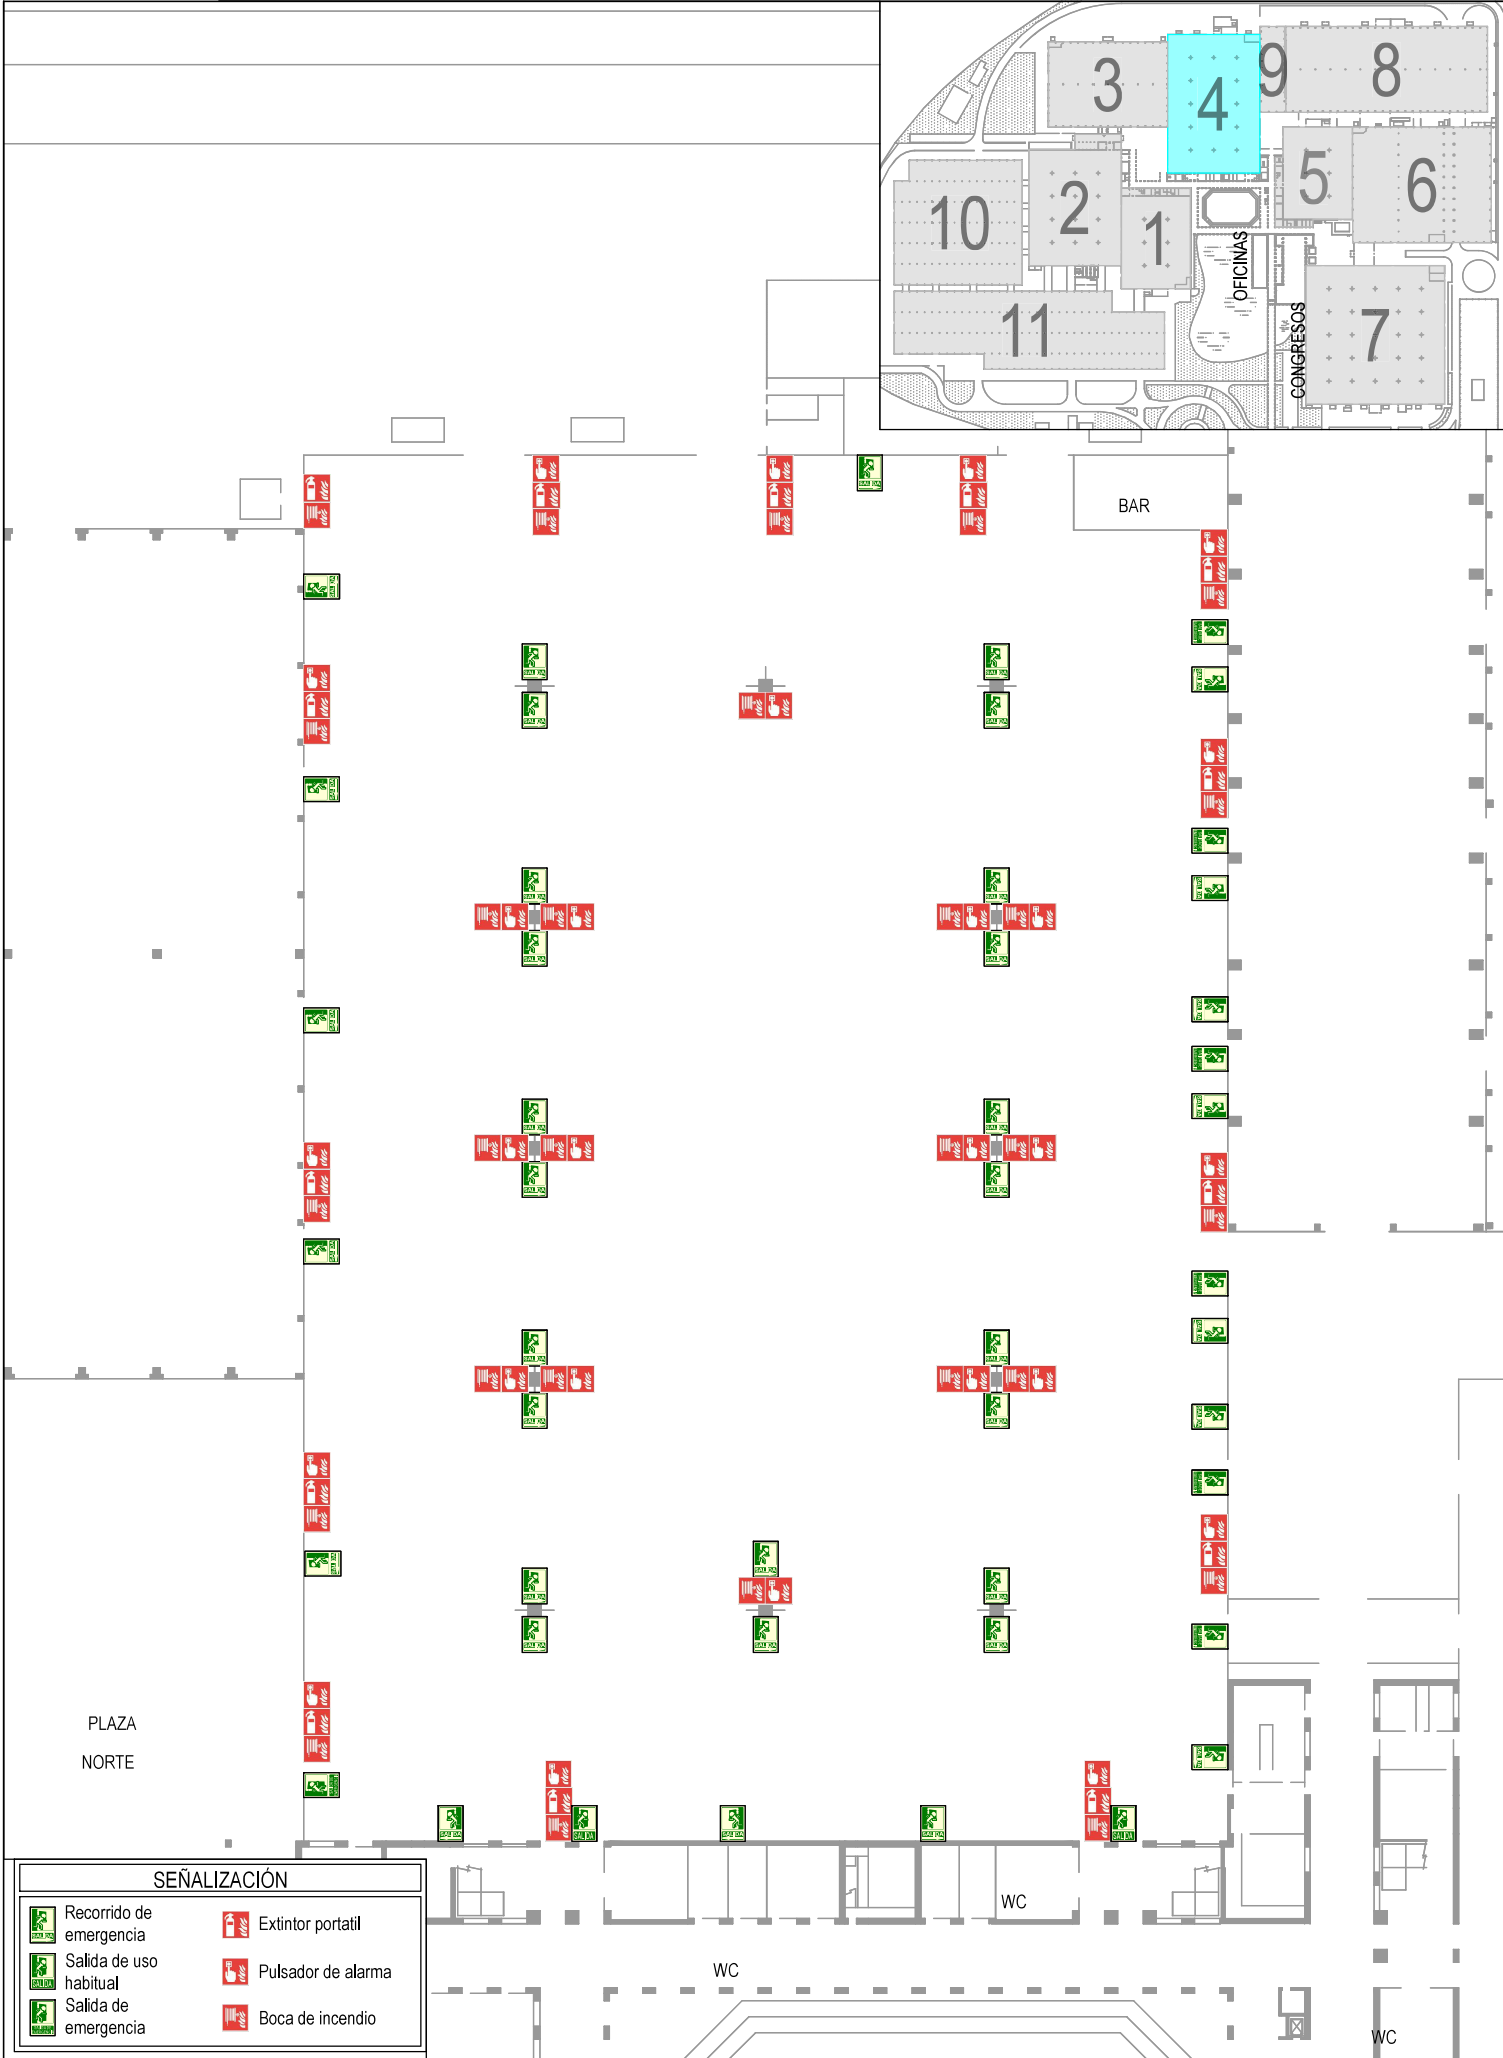 3
4
9
8
5
6
10
2
1
OFICINAS
11
CONGRESOS
7
BAR
PLAZA
NORTE
SEÑALIZACIÓN
Recorrido de
emergencia
Salida de uso
habitual
Salida de
emergencia
Extintor portatil
Pulsador de alarma
Boca de incendio
SALIDA
WC
WC
WC